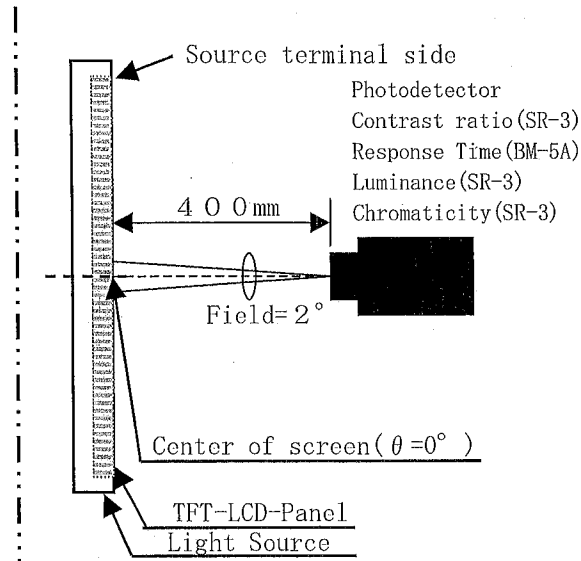 Source terminal side
Photodetector
Contrast ratio(SR-3)
Response Time(BM-5A)
Luminance(SR-3)
Chromaticity(SR-3)
４００mm
Field=２°
Center of screen(θ=0° )
TFT-LCD-Panel
Light Source